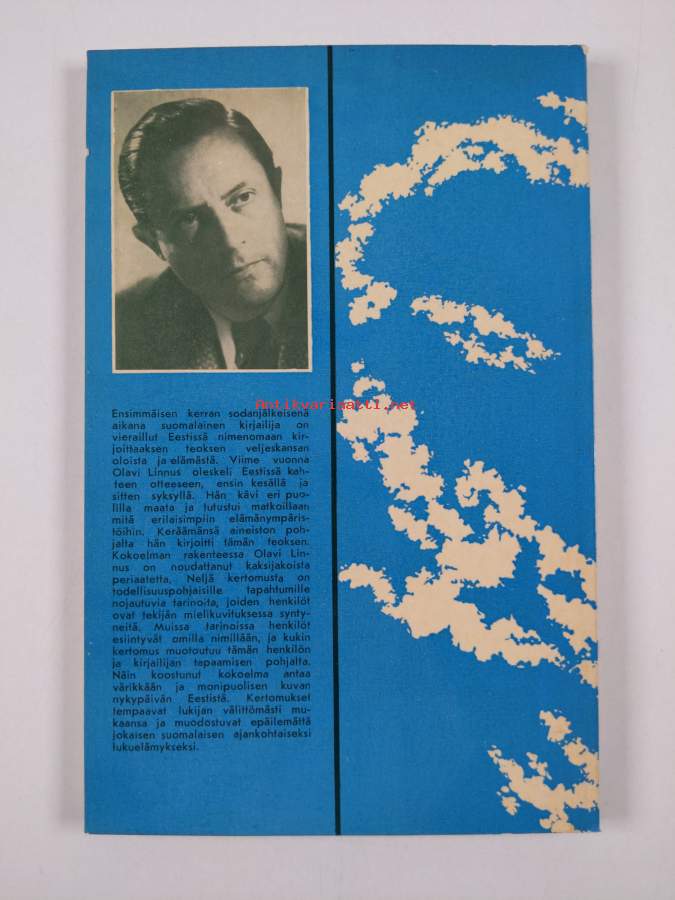 Ensimmäisen kerran sodanjälkeisenä
aikana suomalainen kirjailija on
vieraillut Eestissä nimenomaan kir-
joittaaksen teoksen veljeskansan
oloista ja elämästä. Viime vuonna
Olavi Linnus oleskeli Eestissä kah-
teen otteeseen, ensin kesällä ja
sitten syksyllä. Hän kävi eri puo-
lilla maata ja tutustui matkoillaan
mitä erilaisimpiin elämänympäris-
töihin. Keräämänsä aineiston poh-
jalta hän kirjoitti tämän teoksen.
Kokoelman rakenteessa Olavi Lin-
nus on noudattanut kaksijakoista
periaatetta. Neljä kertomusta on
todellisuuspohjaisille tapahtumille
nojautuvia tarinoita, joiden henkilöt
ovat tekijän mielikuvituksessa synty-
neitä. Muissa tarinoissa henkilöt
esiintyvät omilla nimillään, ja kukin
kertomus muotoutuu tämän henkilön
ja kirjailijan tapaamisen pohjalta.
Näin koostunut kokoelma antaa
värikkään ja monipuolisen kuvan
nykypäivän Eestistä. Kertomukset
tempaavat lukijan välittömästi mu-
kaansa ja muodostuvat epäilemättä
jokaisen suomalaisen ajankohtaiseksi
lukuelämykseksi.
Antikvariaatti.net